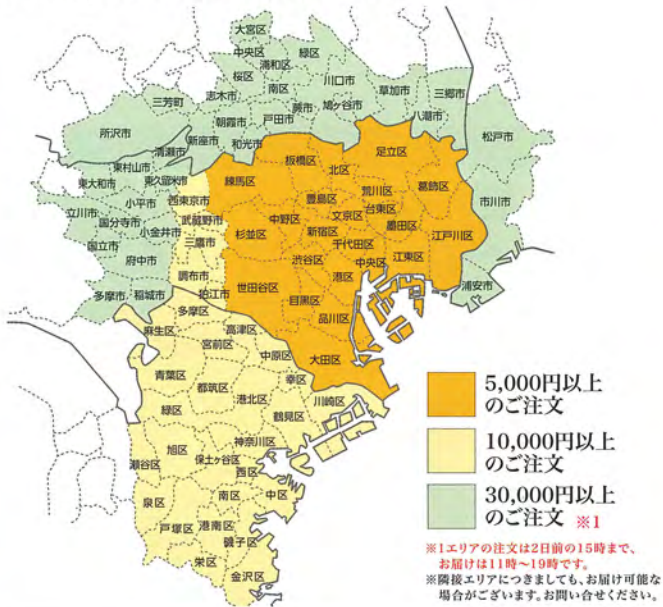 大宮区
中央区
緑区
浦和区
桜区
川口市
三郷市
志木市
南区
草加市
三芳町
蕨市
鳩ヶ谷市
朝霞市
戸田市
八潮市
所沢市
新座市
和光市
松戸市
清瀬市
足立区
板橋区
北区
東村山市
練馬区
東大和市
東久留米市
葛飾区
西東京市
豊島区
荒川区
市川市
小平市
台東区
立川市
武蔵野市
中野区
文京区
国分寺市
墨田区
杉並区
新宿区
江戸川区
小金井市
三鷹市
千代田区
国立市
渋谷区
中央区
江東区
府中市
調布市
港区
世田谷区
浦安市
多摩市
稲城市
狛江市
目黒区
多摩区
品川区
麻生区
高津区
宮前区
中原区
大田区
青葉区
幸区
都筑区
港北区
川崎区
緑区
鶴見区
神奈川区
旭区
瀬谷区
保土ヶ谷区
西区
泉区
南区
中区
戸塚区
港南区
磯子区
栄区
金沢区
5,000円以上
のご注文
10,000円以上
のご注文
30,000円以上
のご注文 ※1
※1エリアの注文は2日前の15時まで、
お届けは11時～19時です。
※隣接エリアにつきましても、お届け可能な
場合がございます。お問い合せください。